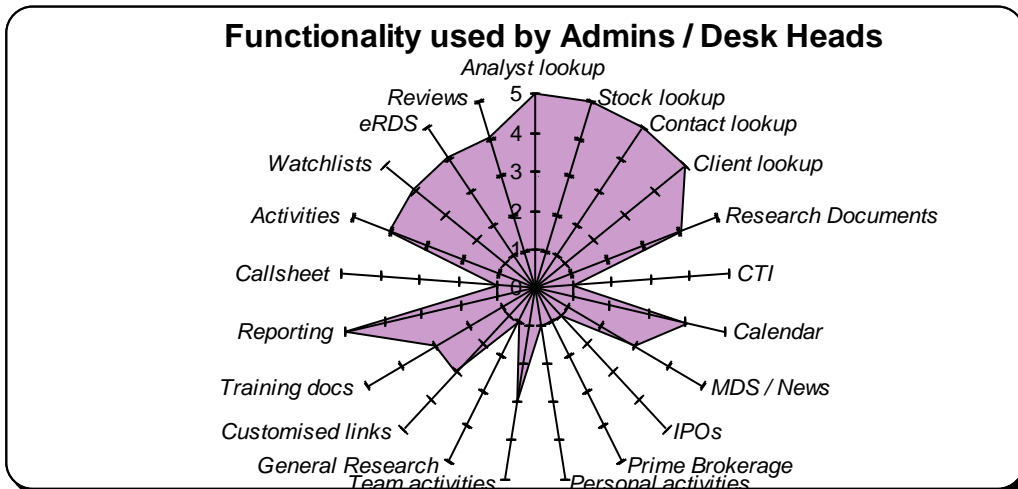 Functionality used by Admins / Desk Heads
Analyst lookup
Reviews
5
Stock lookup
eRDS
4
Contact lookup
Watchlists
3
Client lookup
Activities
2
Research Documents
1
Callsheet
0
CTI
Reporting
Calendar
Training docs
MDS / News
Customised links
IPOs
General Research
Prime Brokerage
Team activities
Personal activities